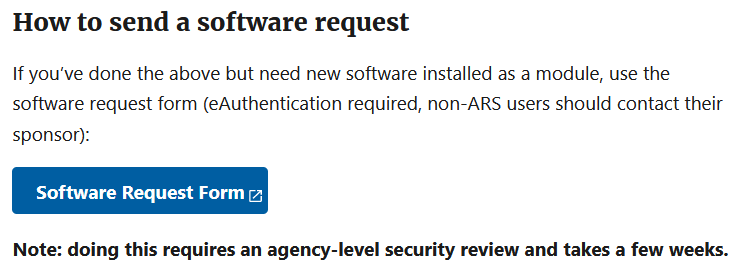 How to send a software request
If you’ve done the above but need new software installed as a module, use the
software request form (eAuthentication required, non-ARS users should contact their
sponsor):
Software Request Form
Note: doing this requires an agency-level security review and takes a few weeks.